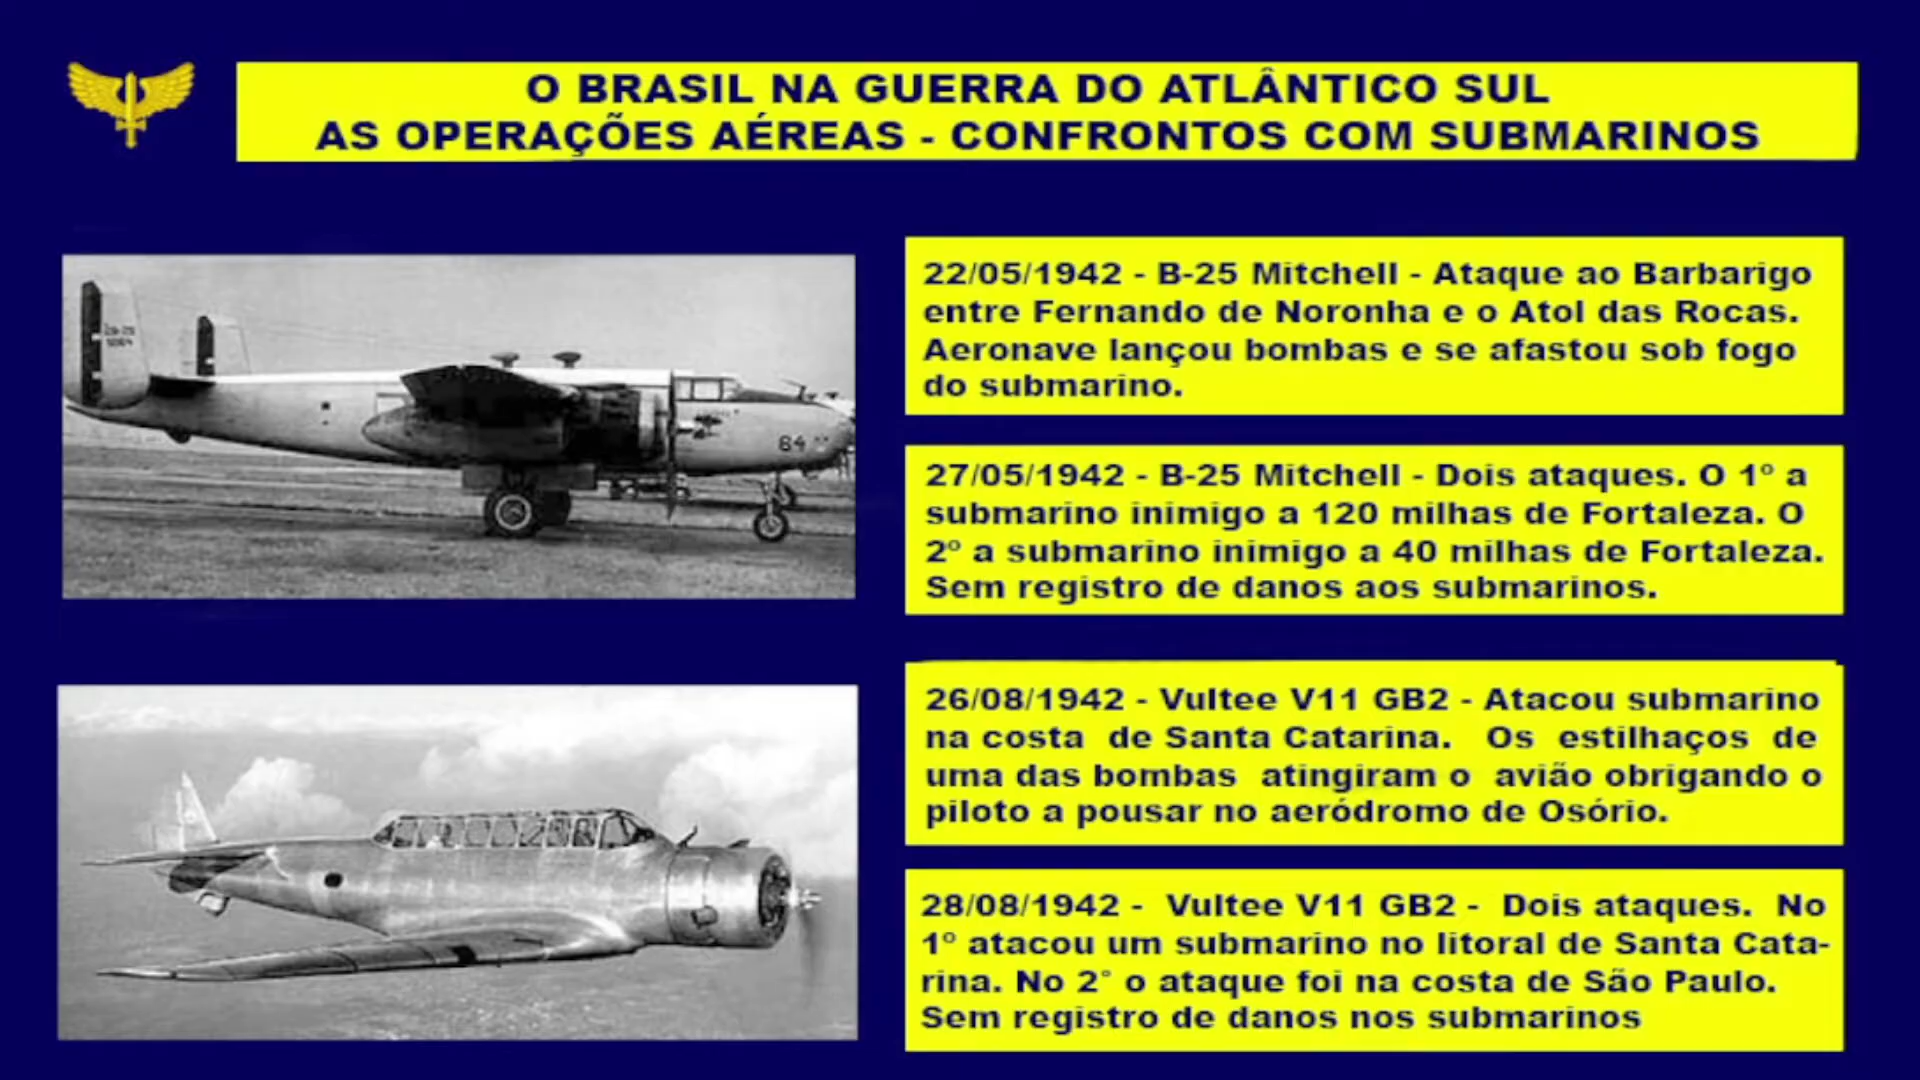 O BRASIL NA GUERRA DO ATLÂNTICO SUL
AS OPERAÇÕES AÉREAS - CONFRONTOS COM SUBMARINOS
22/05/1942 - B-25 Mitchell - Ataque ao Barbarigo
entre Fernando de Noronha e o Atol das Rocas.
Aeronave lançou bombas e se afastou sob fogo
do submarino.
64
27/05/1942 - B-25 Mitchell - Dois ataques. O 1º a
submarino inimigo a 120 milhas de Fortaleza. O
2º a submarino inimigo a 40 milhas de Fortaleza.
Sem registro de danos aos submarinos.
26/08/1942 - Vultee V11 GB2 - Atacou submarino
na costa de Santa Catarina. Os estilhaços de
uma das bombas atingiram o avião obrigando o
piloto a pousar no aeródromo de Osório.
28/08/1942 - Vultee V11 GB2 - Dois ataques. No
1º atacou um submarino no litoral de Santa Cata-
rina. No 2° o ataque foi na costa de São Paulo.
Sem registro de danos nos submarinos